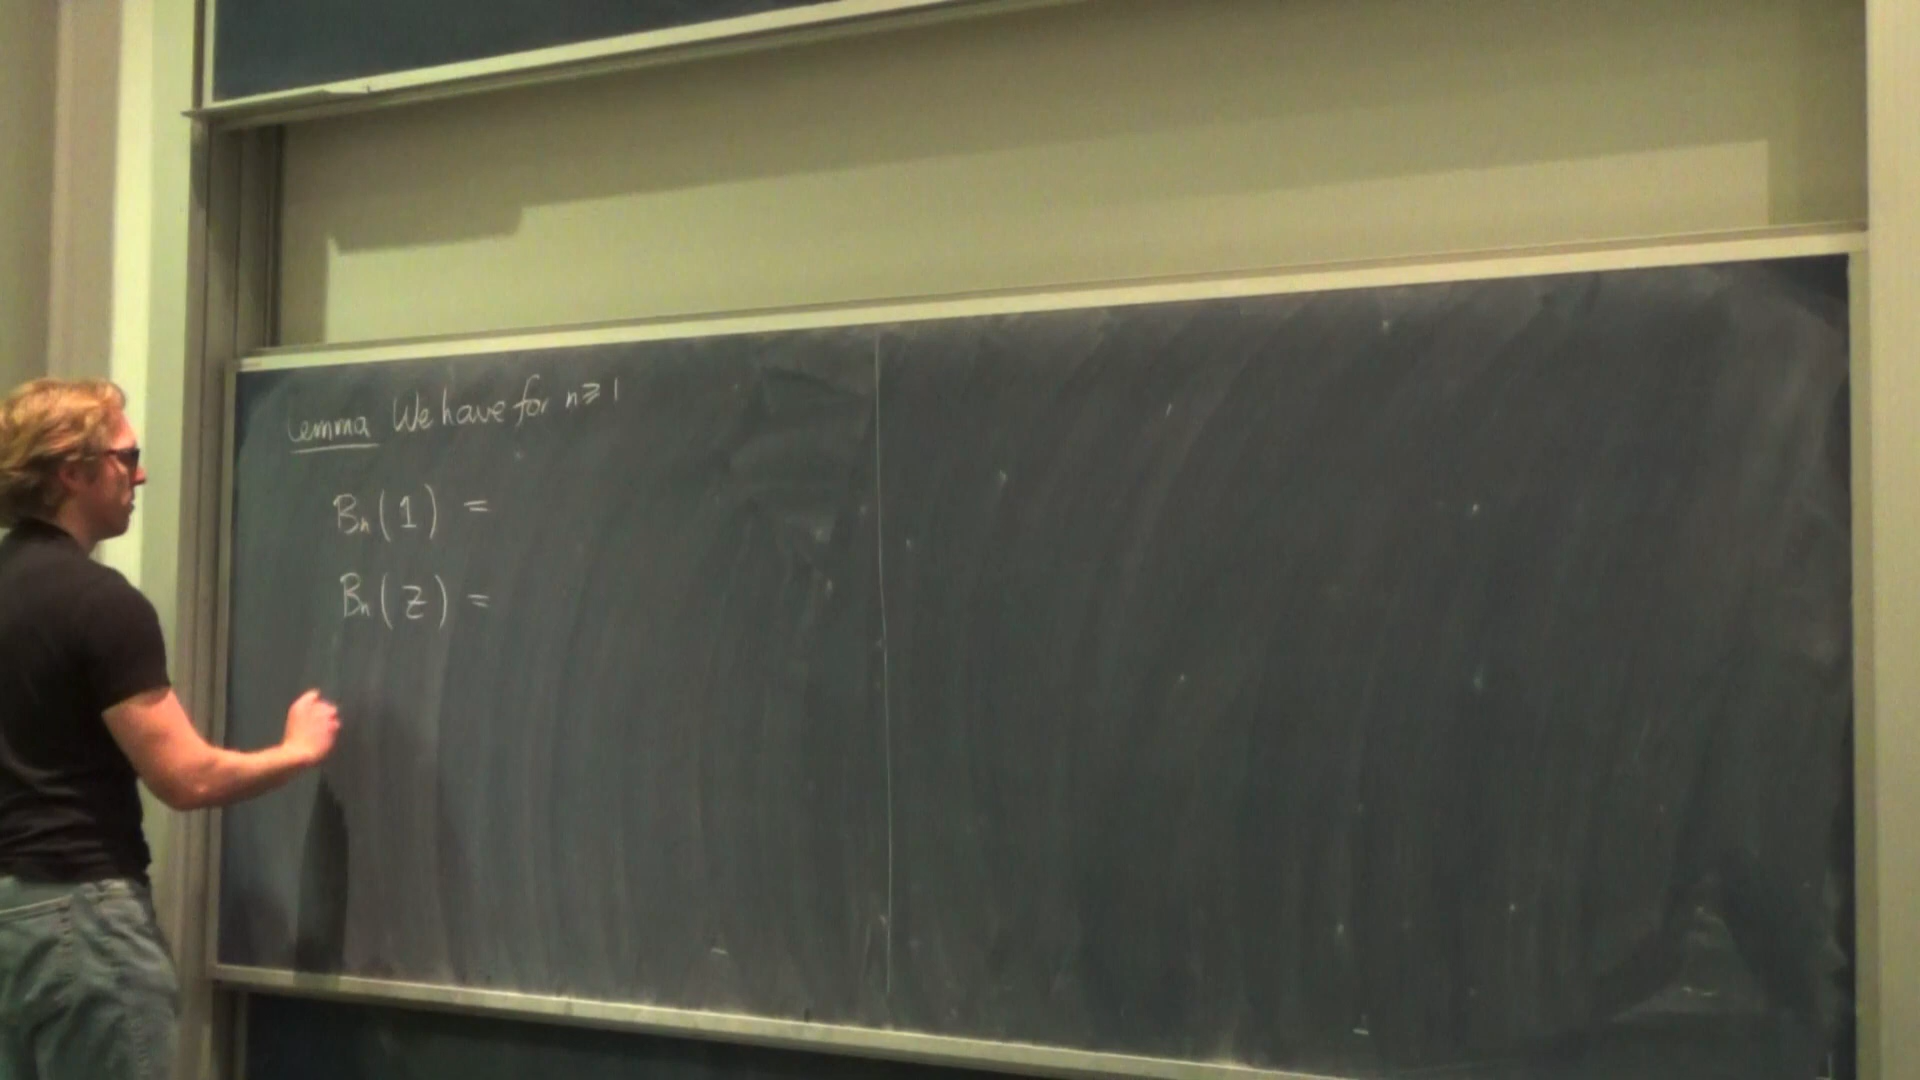 Lemma We have for n ≥ 1
Bn(1) =
Bn(z) =